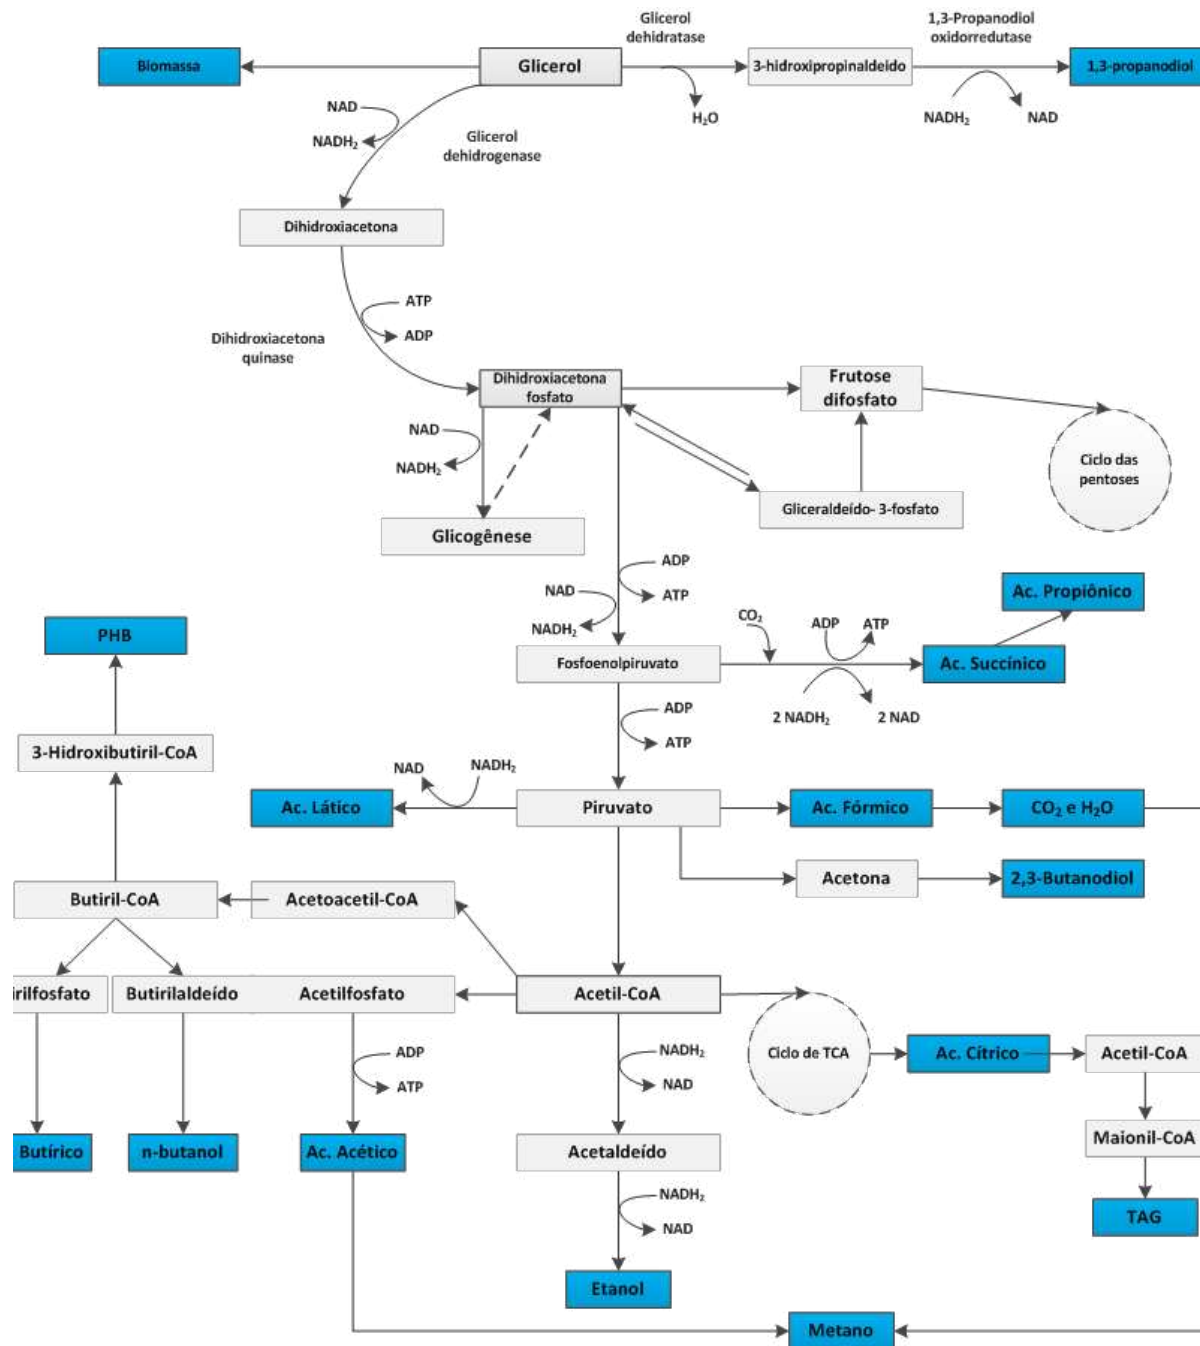 Glicerol
dehidratase
1,3-Propanodiol
oxidorredutase
Biomassa
Glicerol
3-hidroxipropinaldeido
1,3-propanodiol
H₂O
NADH₂
NAD
NAD
NADH₂
Glicerol
dehidrogenase
Dihidroxiacetona
ATP
ADP
Dihidroxiacetona
quinase
Dihidroxiacetona
fosfato
Frutose
difosfato
NAD
NADH₂
Ciclo das
pentoses
Gliceraldeído- 3-fosfato
Glicogênese
ADP
ATP
NAD
NADH₂
Ac. Propiônico
PHB
CO₂
ADP
ATP
Fosfoenolpiruvato
Ac. Succínico
2 NADH₂
2 NAD
ADP
ATP
3-Hidroxibutiril-CoA
NAD
NADH₂
Ac. Lático
Piruvato
Ac. Fórmico
CO₂ e H₂O
Acetona
2,3-Butanodiol
Butiril-CoA
Acetoacetil-CoA
irilfosfato
Butirilaldeído
Acetilfosfato
Acetil-CoA
Ciclo de TCA
Ac. Cítrico
Acetil-CoA
ADP
ATP
NADH₂
NAD
Butírico
n-butanol
Ac. Acético
Acetaldeído
Maionil-CoA
NADH₂
NAD
TAG
Etanol
Metano